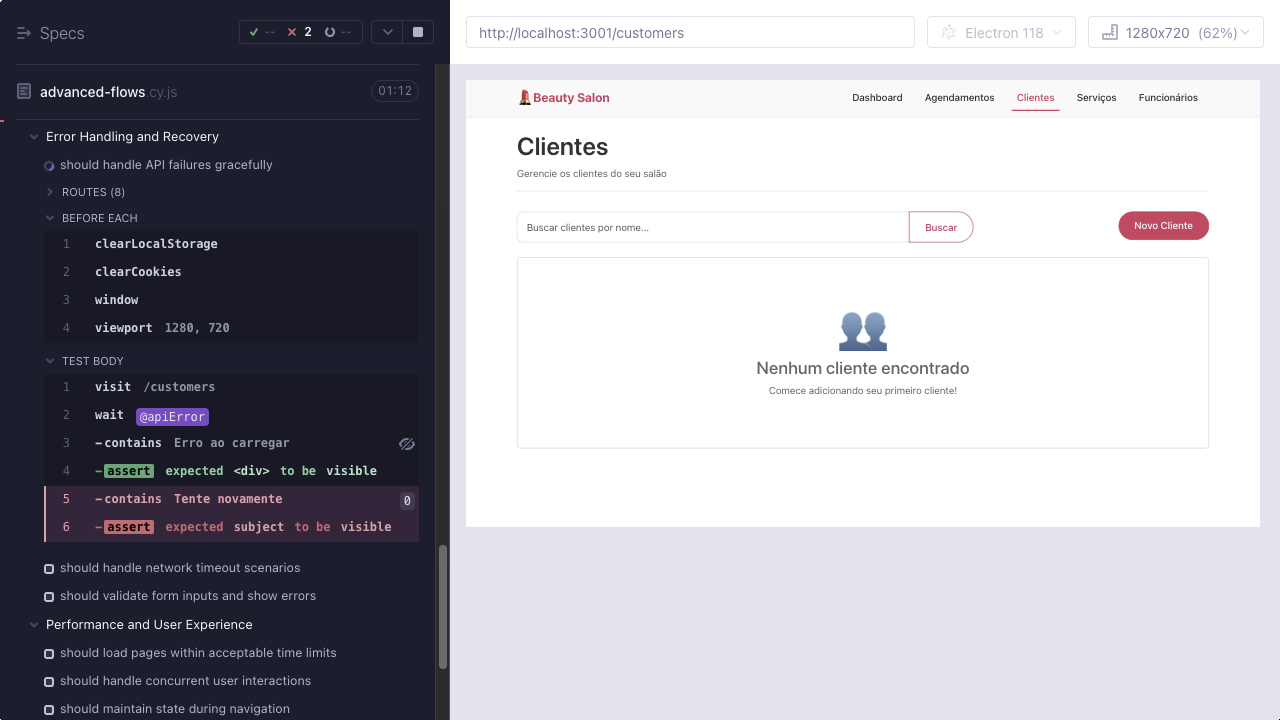 Specs
-- 2 --
http://localhost:3001/customers
Electron 118
1280x720 (62%)
advanced-flows.cy.js
01:12
Error Handling and Recovery
should handle API failures gracefully
ROUTES (8)
BEFORE EACH
1 clearLocalStorage
2 clearCookies
3 window
4 viewport 1280, 720
TEST BODY
1 visit /customers
2 wait @apiError
3 -contains Erro ao carregar
4 -assert expected <div> to be visible
5 -contains Tente novamente 0
6 -assert expected subject to be visible
should handle network timeout scenarios
should validate form inputs and show errors
Performance and User Experience
should load pages within acceptable time limits
should handle concurrent user interactions
should maintain state during navigation
Beauty Salon
Dashboard Agendamentos Clientes Serviços Funcionários
Clientes
Gerencie os clientes do seu salão
Buscar clientes por nome...
Buscar
Novo Cliente
Nenhum cliente encontrado
Comece adicionando seu primeiro cliente!